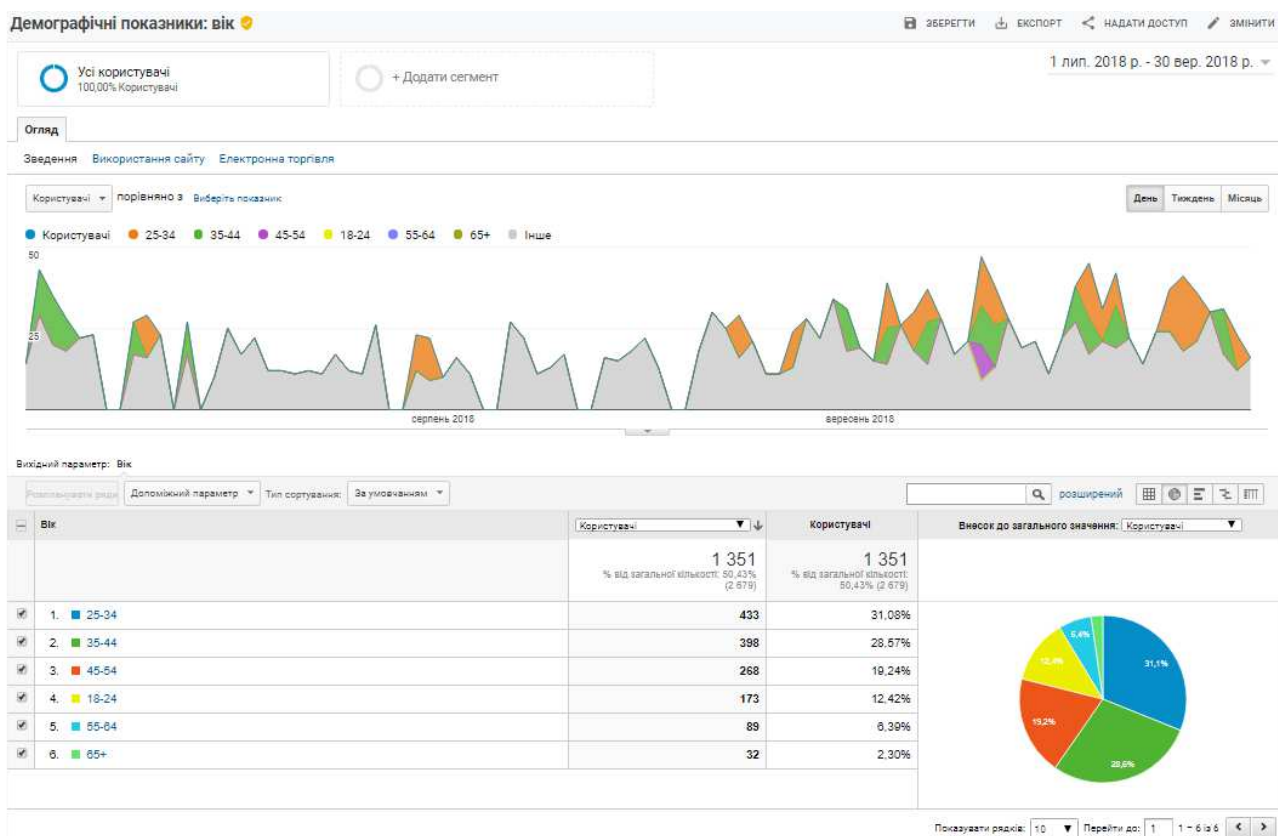 Демографічні показники: вік
ЗБЕРЕГТИ ЕКСПОРТ НАДАТИ ДОСТУП ЗМІНИТИ
1 лип. 2018 р. - 30 вер. 2018 р.
Усі користувачі
100,00% Користувачі
+ Додати сегмент
Огляд
Зведення Використання сайту Електронна торгівля
Користувачі порівняно з Виберіть показник
День Тиждень Місяць
Користувачі 25-34 35-44 45-54 18-24 55-64 65+ Інше
50
25
серпень 2018 вересень 2018
Вихідний параметр: Вік
Допоміжний параметр Тип сортування: За умовчанням розширений
Вік Користувачі Користувачі Внесок до загального значення: Користувачі
1 351 1 351
% від загальної кількості: 50,43% (2 679) % від загальної кількості: 50,43% (2 679)
1. 25-34 433 31,08%
2. 35-44 398 28,57%
3. 45-54 268 19,24%
4. 18-24 173 12,42%
5. 55-64 89 6,39%
6. 65+ 32 2,30%
6,4%
12,4%
31,1%
19,2%
28,6%
Показувати рядків: 10 Перейти до: 1 1 – 6 із 6